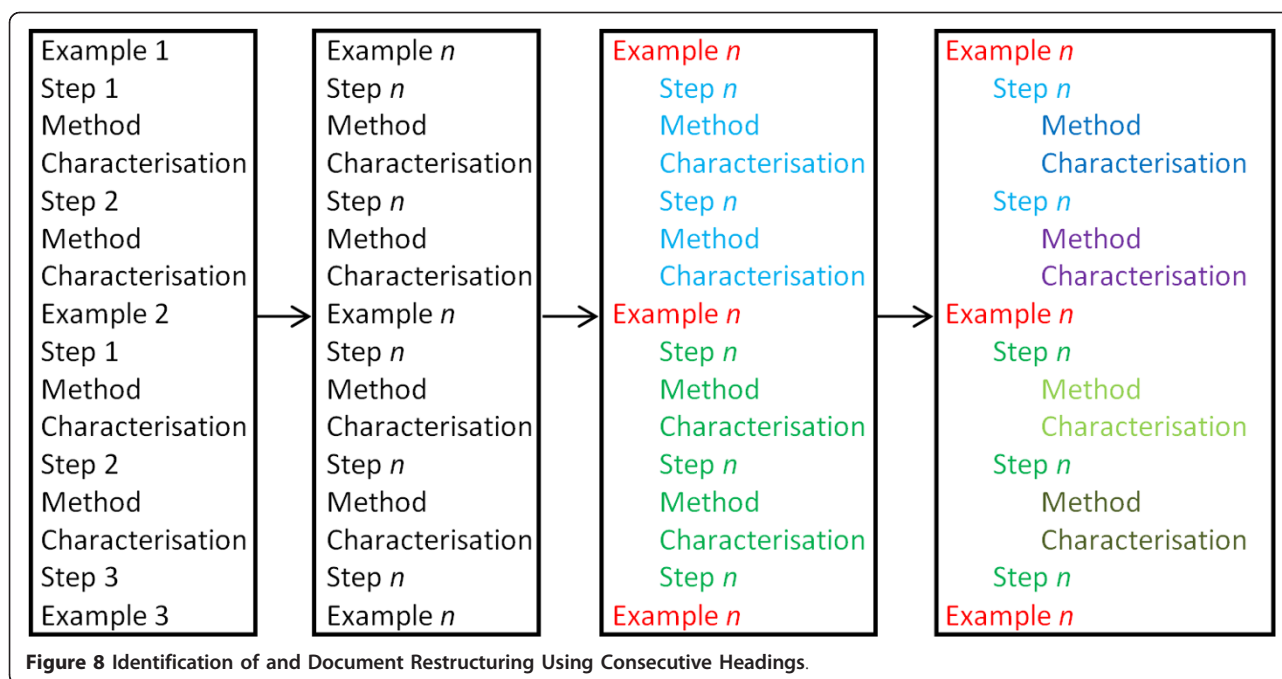 Example 1
Step 1
Method
Characterisation
Step 2
Method
Characterisation
Example 2
Step 1
Method
Characterisation
Step 2
Method
Characterisation
Step 3
Example 3
Example n
Step n
Method
Characterisation
Step n
Method
Characterisation
Example n
Step n
Method
Characterisation
Step n
Method
Characterisation
Step n
Example n
Example n
Step n
Method
Characterisation
Step n
Method
Characterisation
Example n
Step n
Method
Characterisation
Step n
Method
Characterisation
Step n
Example n
Example n
Step n
Method
Characterisation
Step n
Method
Characterisation
Example n
Step n
Method
Characterisation
Step n
Method
Characterisation
Step n
Example n
Figure 8 Identification of and Document Restructuring Using Consecutive Headings.